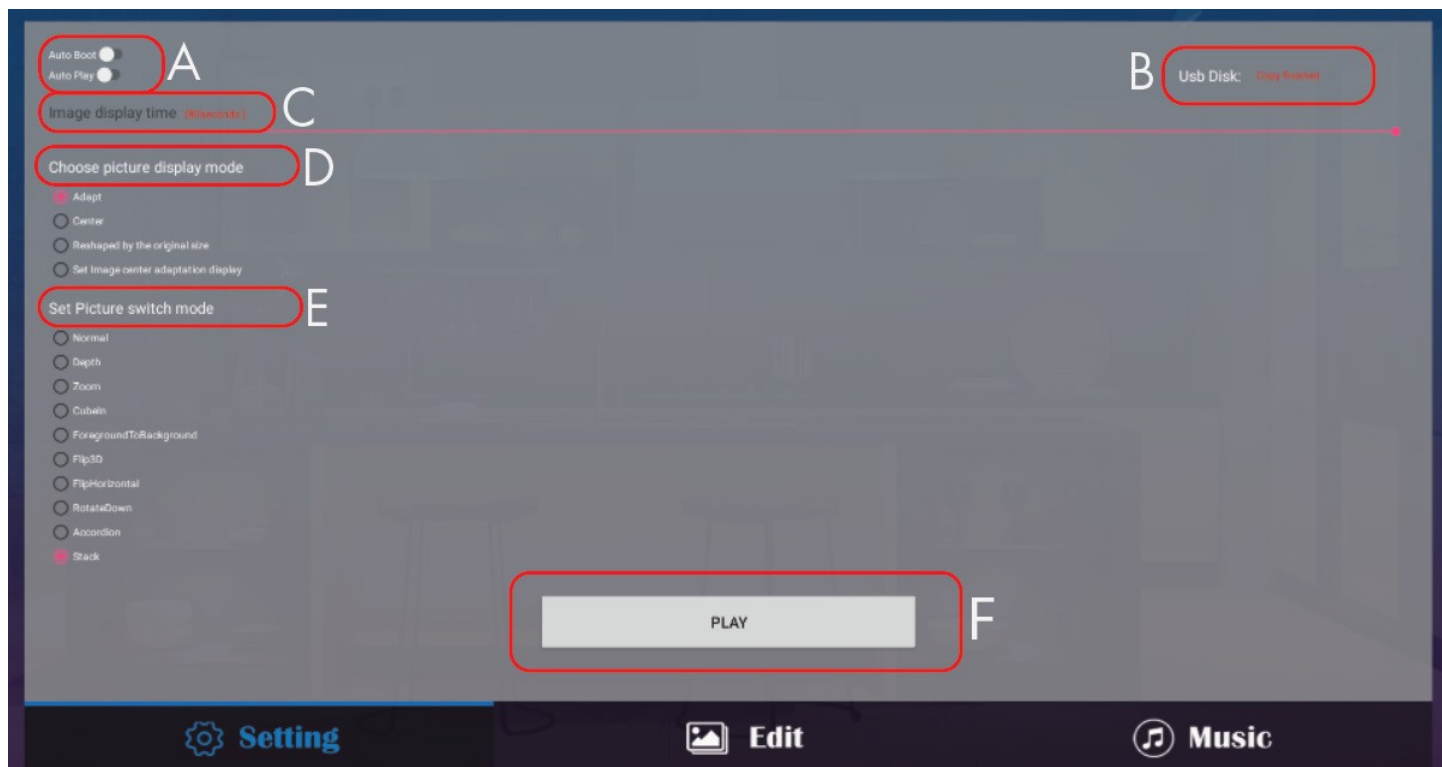 Auto Boot
A
Auto Play
B
Usb Disk: Copy finished
Image display time
C
Choose picture display mode
D
Adapt
Center
Reshaped by the original size
Set Image center adaptation display
Set Picture switch mode
E
Normal
Depth
Zoom
CubeIn
ForegroundToBackground
Flip3D
FlipHorizontal
RotateDown
Accordion
Stack
PLAY
F
Setting
Edit
Music